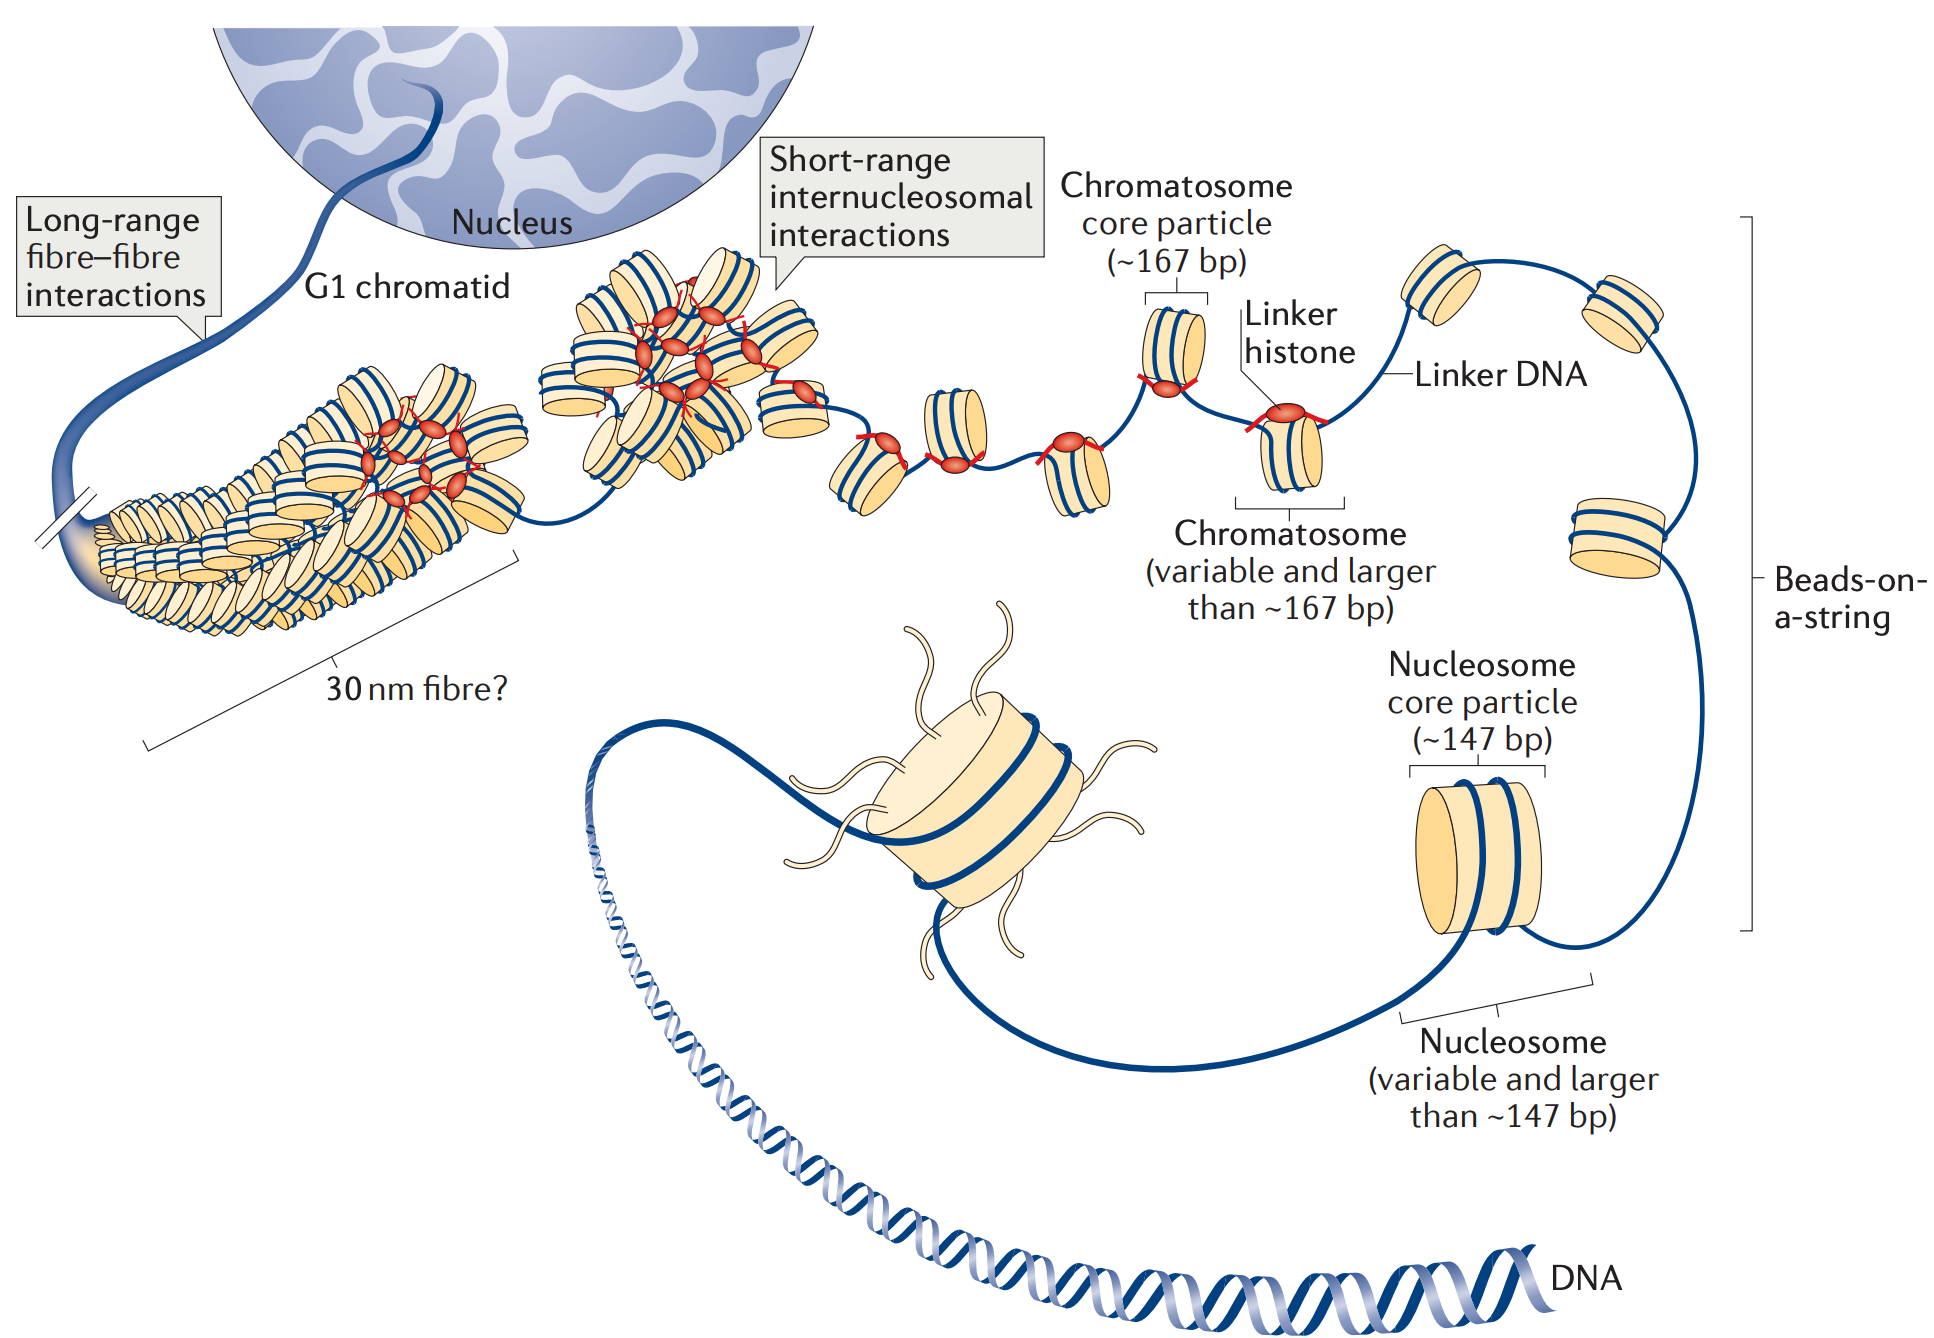 Nucleus
Long-range
fibre–fibre
interactions
G1 chromatid
Short-range
internucleosomal
interactions
Chromatosome
core particle
(~167 bp)
Linker
histone
Linker DNA
Chromatosome
(variable and larger
than ~167 bp)
Beads-on-
a-string
30 nm fibre?
Nucleosome
core particle
(~147 bp)
Nucleosome
(variable and larger
than ~147 bp)
DNA